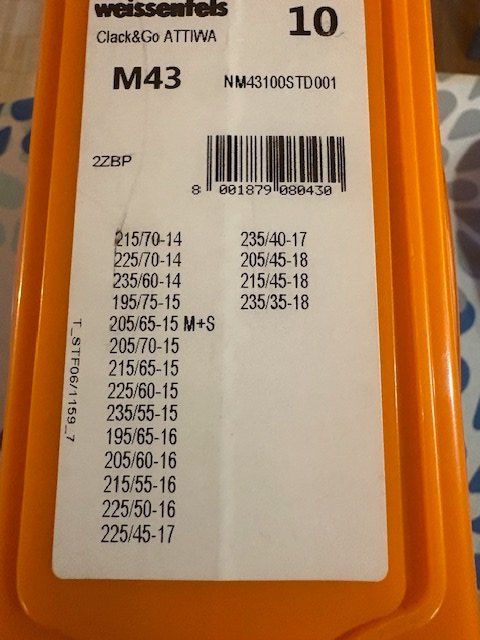 weissenfels
Clack&Go ATTIWA
10
M43 NM43100STD001
2ZBP
8 001879 080430
215/70-14 235/40-17
225/70-14 205/45-18
235/60-14 215/45-18
195/75-15 235/35-18
205/65-15 M+S
205/70-15
215/65-15
225/60-15
235/55-15
195/65-16
205/60-16
215/55-16
225/50-16
225/45-17
T_STF06/1159_7